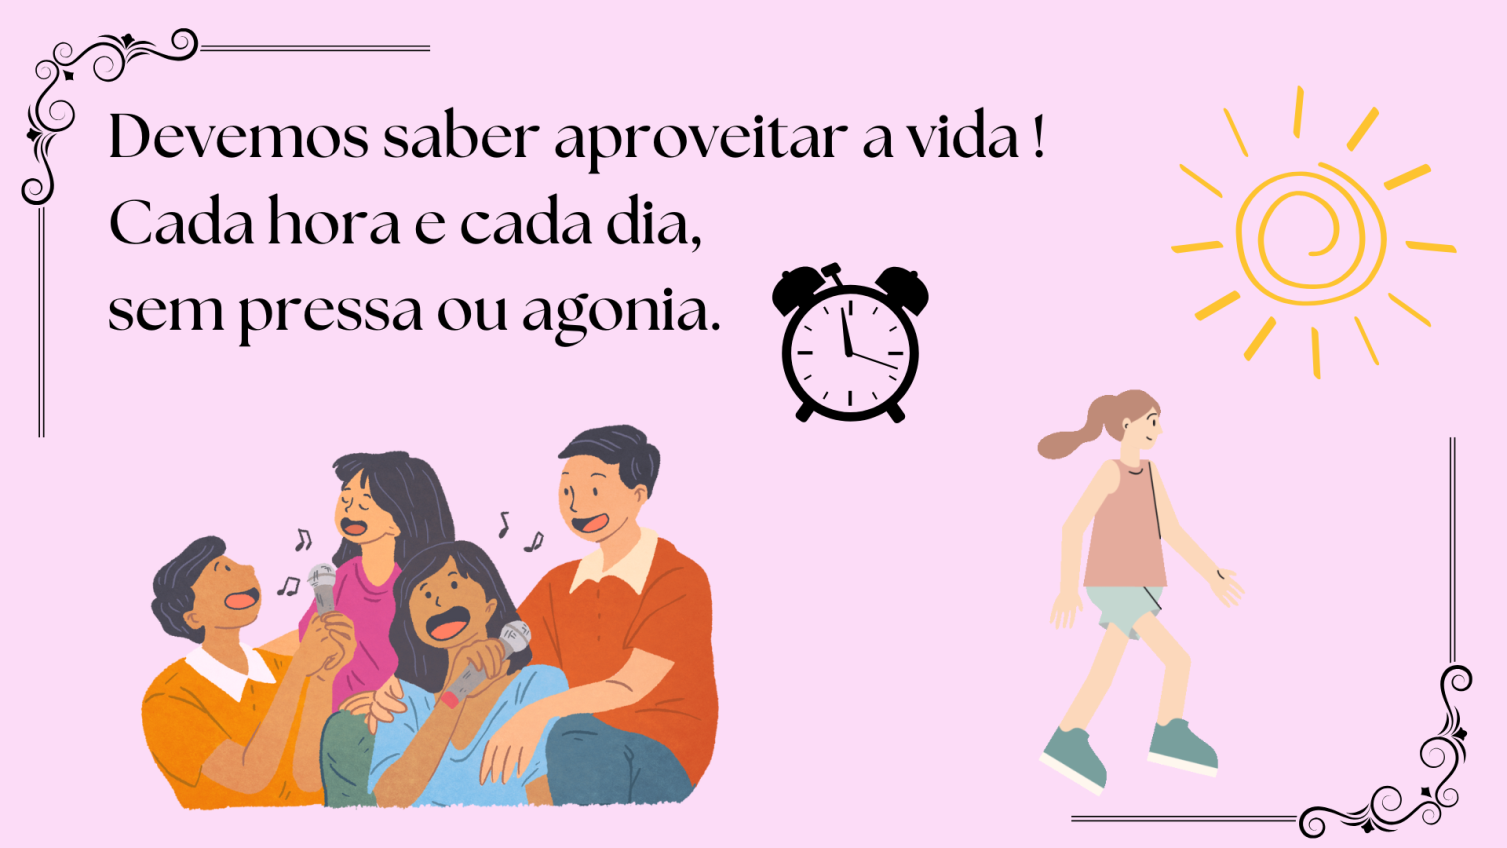 Devemos saber aproveitar a vida !
Cada hora e cada dia,
sem pressa ou agonia.